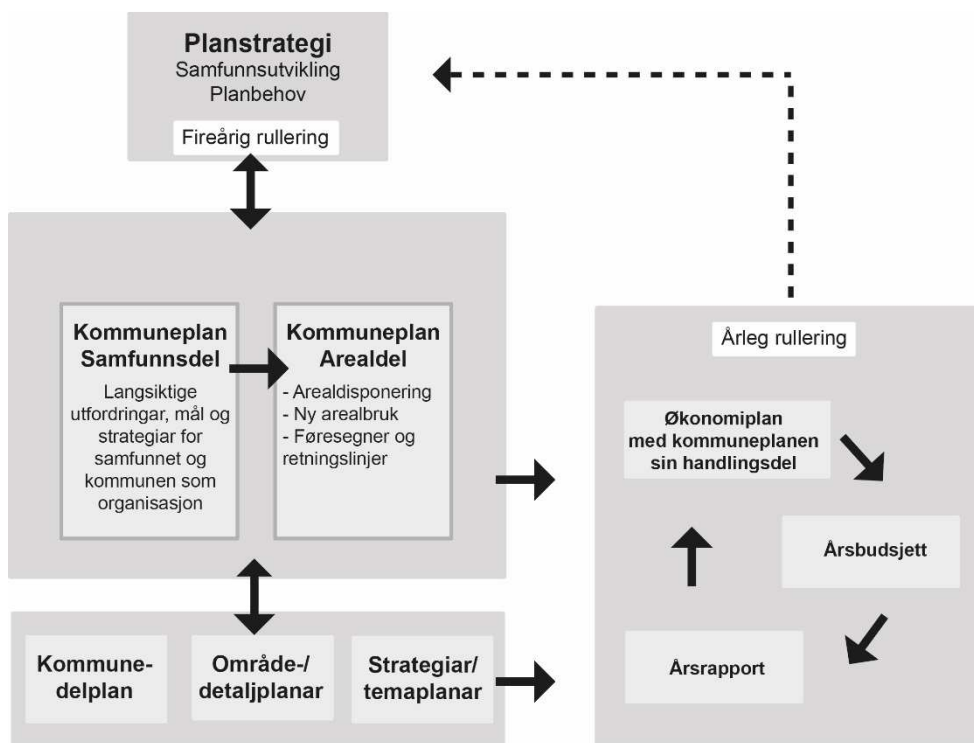 Planstrategi
Samfunnsutvikling
Planbehov
Fireårig rullering
Kommuneplan
Samfunnsdel
Langsiktige
utfordringar, mål og
strategiar for
samfunnet og
kommunen som
organisasjon
Kommuneplan
Arealdel
- Arealdisponering
- Ny arealbruk
- Føresegner og
retningslinjer
Kommune-
delplan
Område-/
detaljplanar
Strategiar/
temaplanar
Årleg rullering
Økonomiplan
med kommuneplanen
sin handlingsdel
Årsbudsjett
Årsrapport